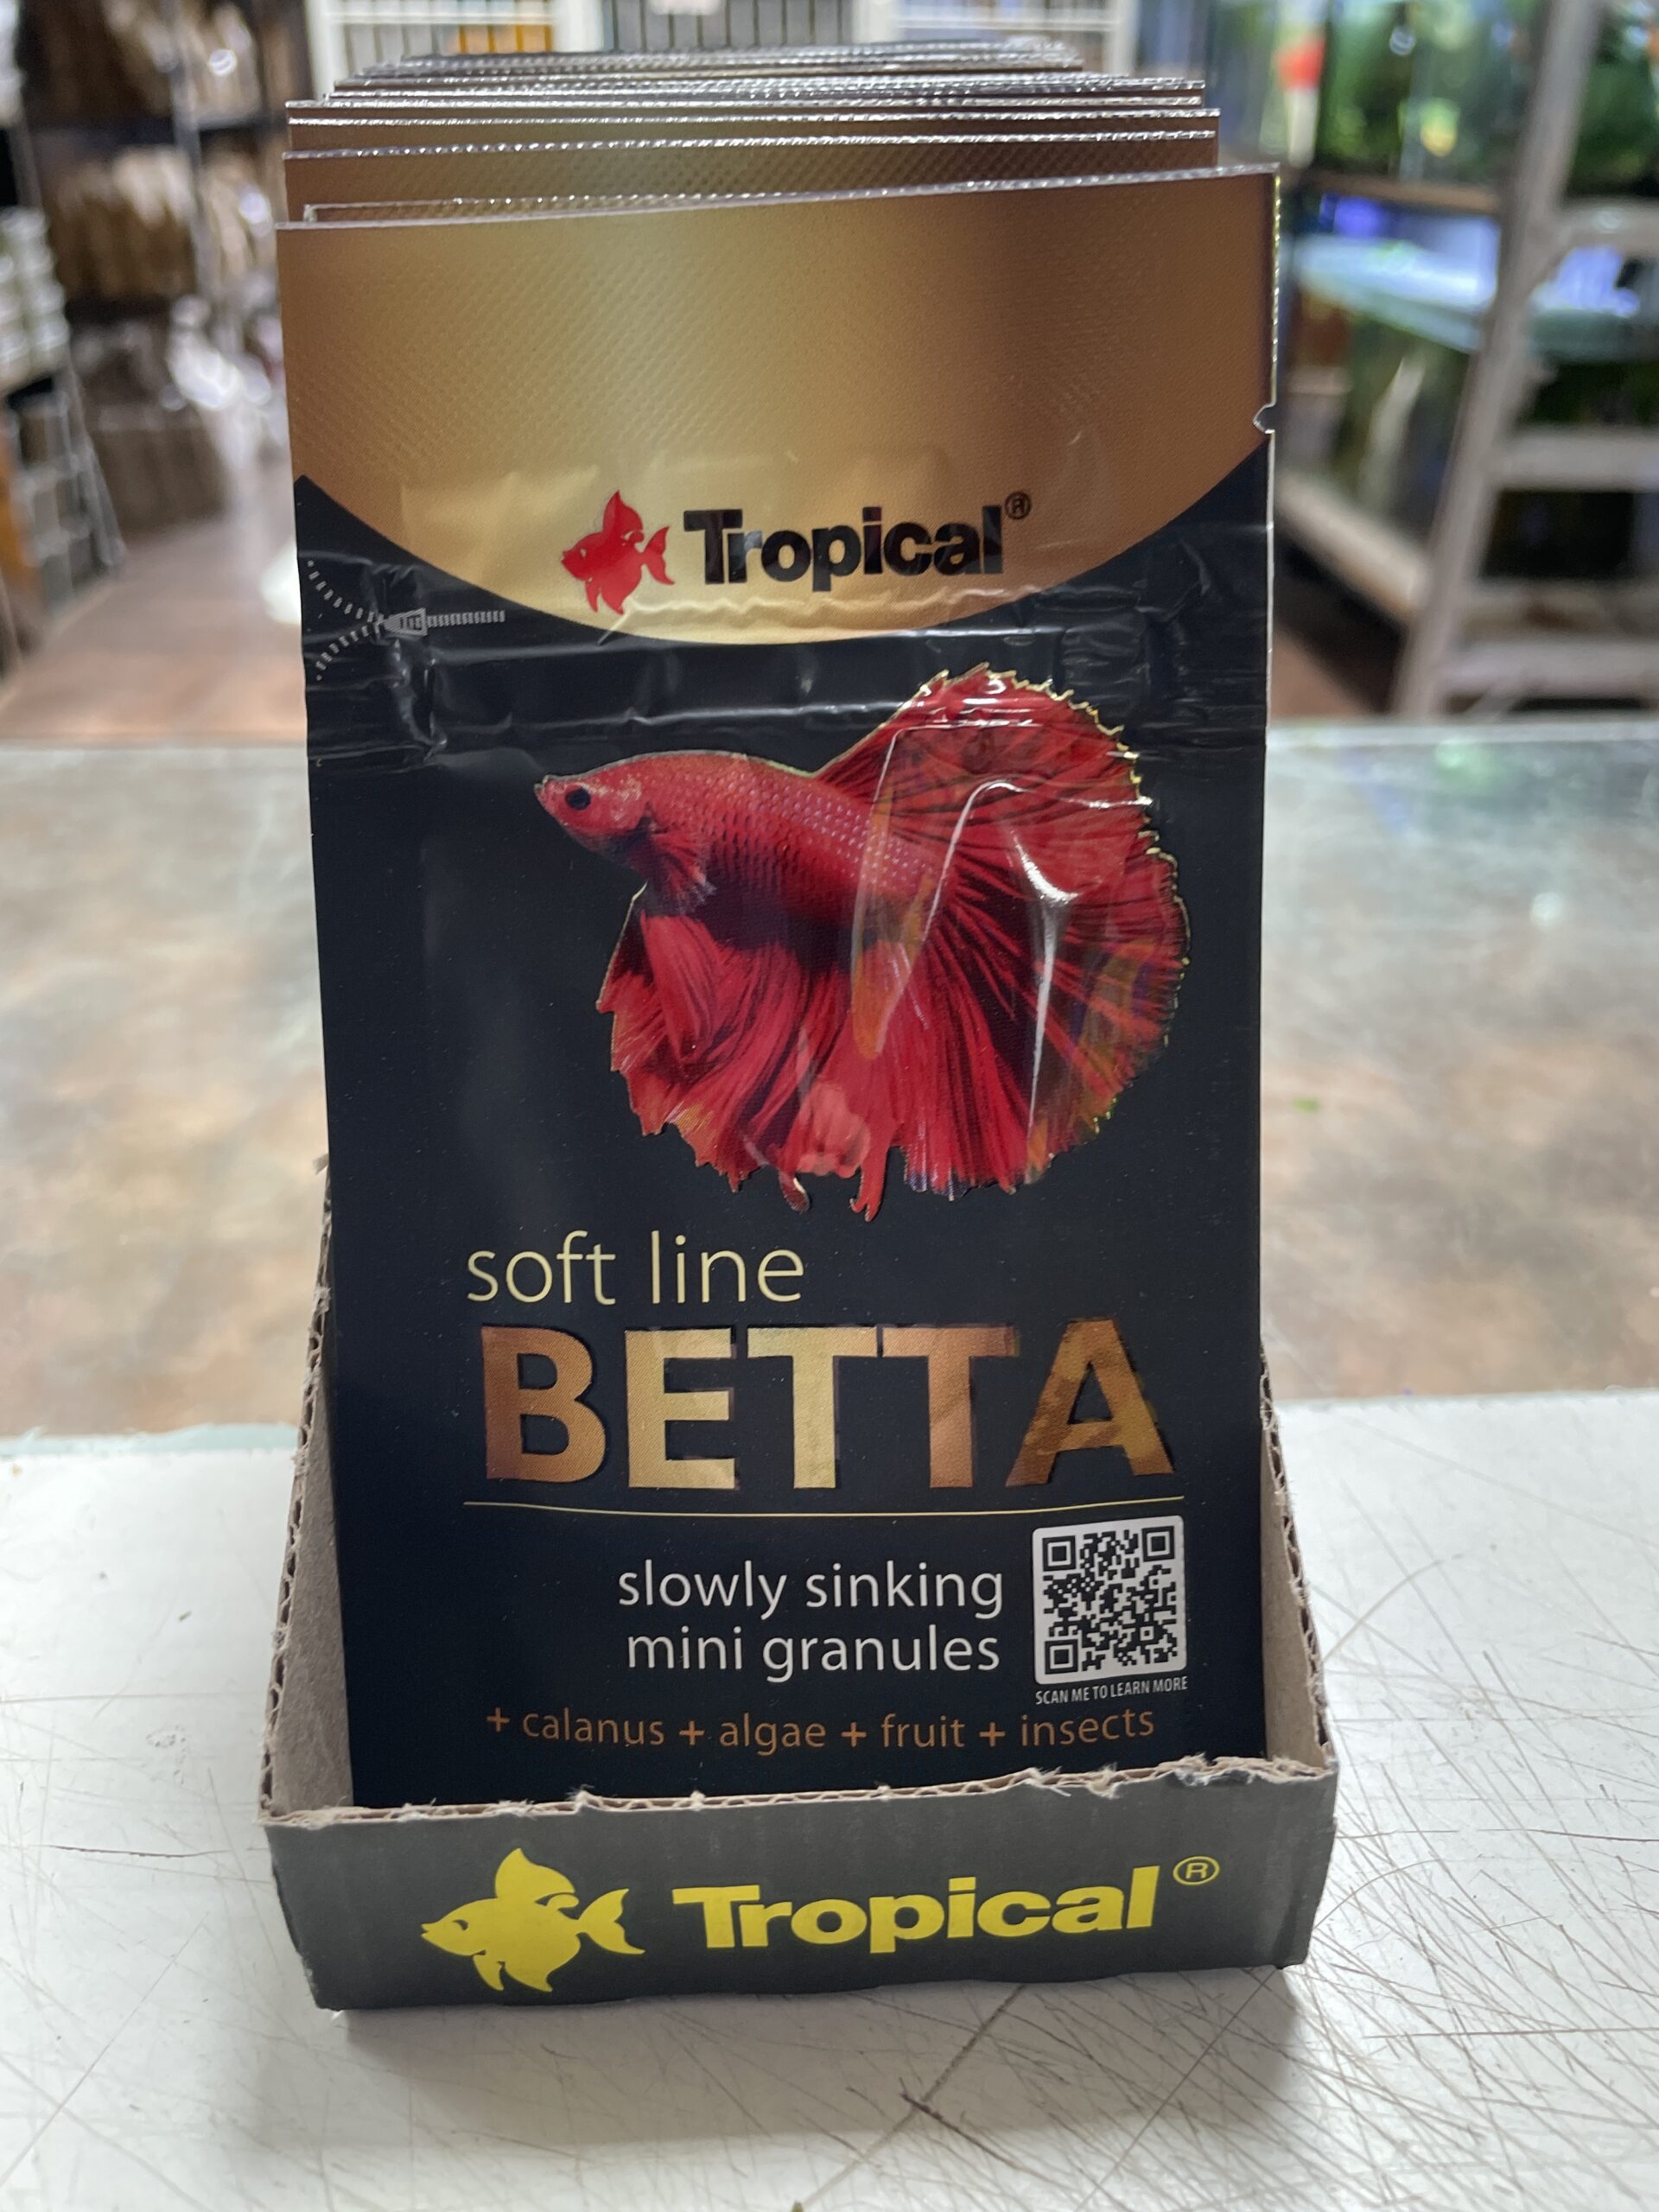 Tropical®
soft line
BETTA
slowly sinking
mini granules
SCAN ME TO LEARN MORE
+ calanus + algae + fruit + insects
Tropical®